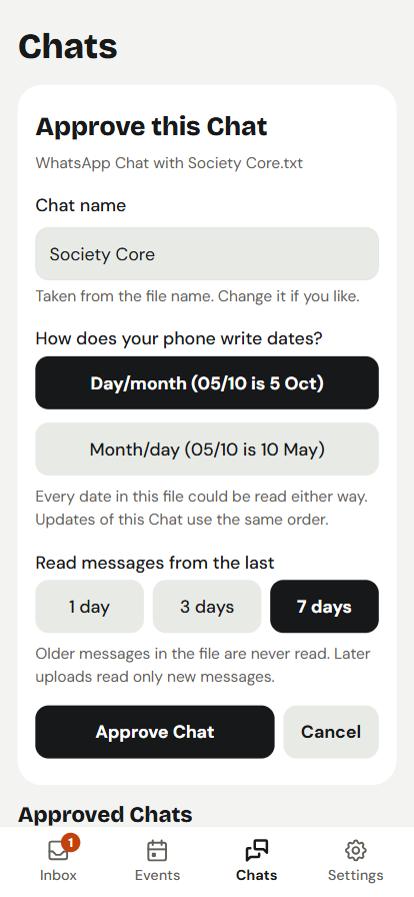 Chats
Approve this Chat
WhatsApp Chat with Society Core.txt
Chat name
Society Core
Taken from the file name. Change it if you like.
How does your phone write dates?
Day/month (05/10 is 5 Oct)
Month/day (05/10 is 10 May)
Every date in this file could be read either way.
Updates of this Chat use the same order.
Read messages from the last
1 day
3 days
7 days
Older messages in the file are never read. Later
uploads read only new messages.
Approve Chat
Cancel
Approved Chats
1
Inbox
Events
Chats
Settings